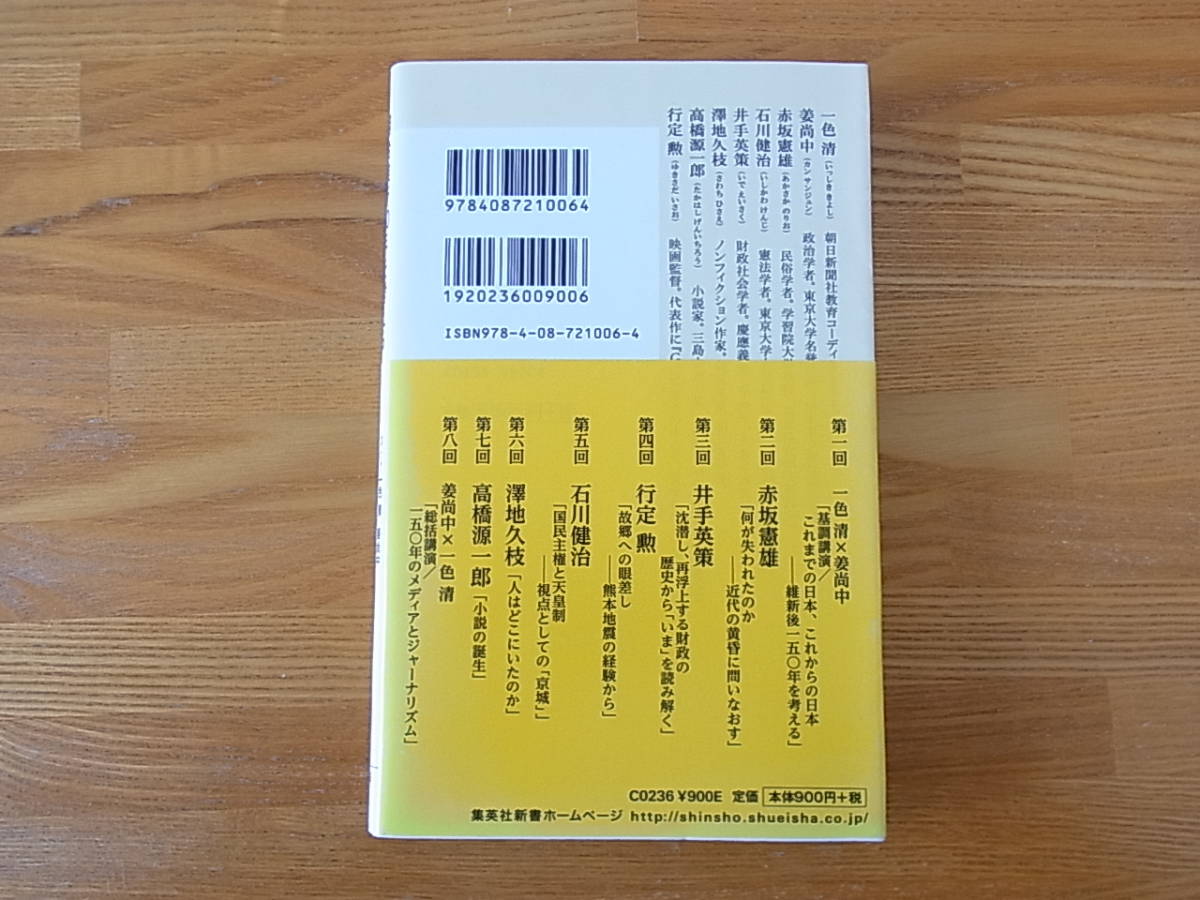 一色 清(いっしき きよし) 朝日新聞社教育コーディ
姜尚中(カン サンジュン) 政治学者。東京大学名誉
赤坂憲雄(あかさか のりお) 民俗学者。学習院大
石川健治(いしかわ けんじ) 憲法学者。東京大学
井手英策(いで えいさく) 財政社会学者。慶應義
澤地久枝(さわち ひさえ) ノンフィクション作家。
高橋源一郎(たかはし げんいちろう) 小説家。三島
行定 勲(ゆきさだ いさお) 映画監督。代表作に『G
9784087210064
1920236009006
ISBN978-4-08-721006-4
第一回 一色 清×姜尚中
「基調講演/
これまでの日本、これからの日本
――維新後一五〇年を考える」
第二回 赤坂憲雄
「何が失われたのか
――近代の黄昏に問いなおす」
第三回 井手英策
「沈潜し、再浮上する財政の
歴史から「いま」を読み解く」
第四回 行定 勲
「故郷への眼差し
――熊本地震の経験から」
第五回 石川健治
「国民主権と天皇制
――視点としての「京城」」
第六回 澤地久枝「人はどこにいたのか」
第七回 高橋源一郎「小説の誕生」
第八回 姜尚中×一色 清
「総括講演/
一五〇年のメディアとジャーナリズム」
C0236 ¥900E 定価 本体900円+税
集英社新書ホームページ http://shinsho.shueisha.co.jp/